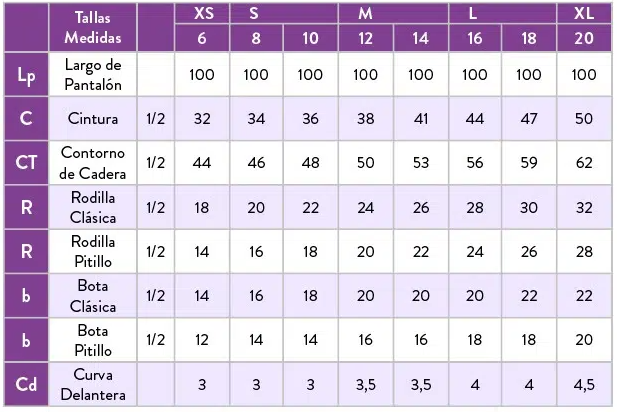 Tallas Medidas XS S M L XL
6 8 10 12 14 16 18 20
Lp Largo de Pantalón 100 100 100 100 100 100 100 100
C Cintura 1/2 32 34 36 38 41 44 47 50
CT Contorno de Cadera 1/2 44 46 48 50 53 56 59 62
R Rodilla Clásica 1/2 18 20 22 24 26 28 30 32
R Rodilla Pitillo 1/2 14 16 18 20 22 24 26 28
b Bota Clásica 1/2 14 16 18 20 20 20 22 22
b Bota Pitillo 1/2 12 14 14 16 16 18 18 20
Cd Curva Delantera 3 3 3 3,5 3,5 4 4 4,5